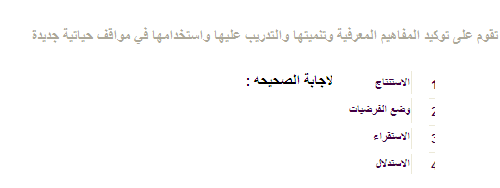 تقوم على توكيد المفاهيم المعرفية وتنميتها والتدريب عليها واستخدامها في مواقف حياتية جديدة
لاجابة الصحيحه :
1 الاستنتاج
2 وضع الفرضيات
3 الاستقراء
4 الاستدلال